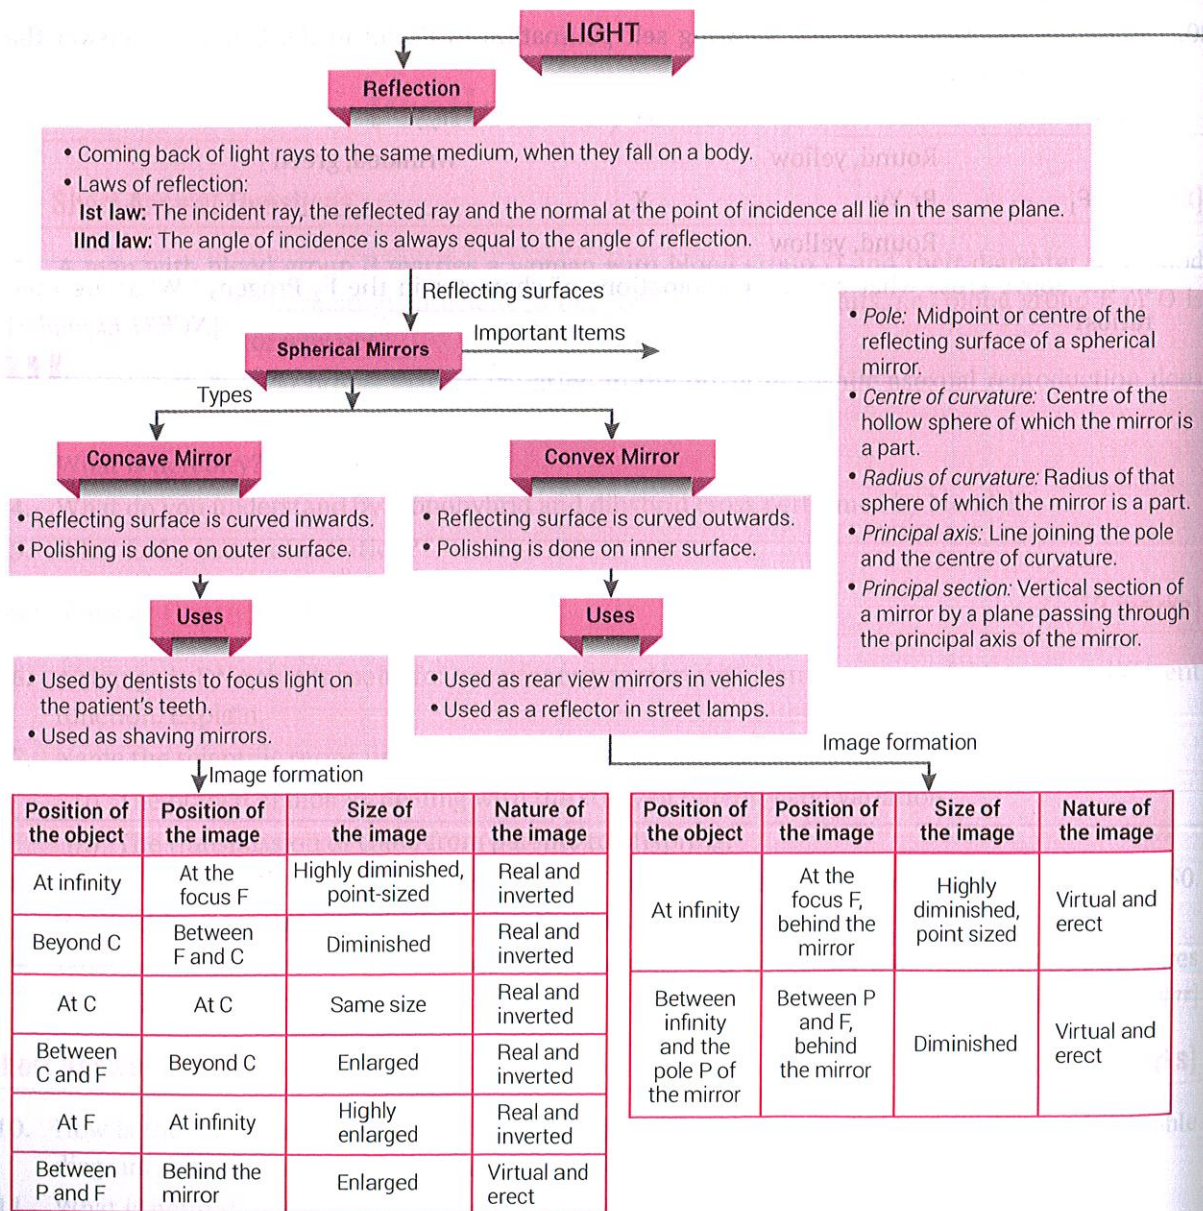 LIGHT
Reflection
• Coming back of light rays to the same medium, when they fall on a body.
• Laws of reflection:
Ist law: The incident ray, the reflected ray and the normal at the point of incidence all lie in the same plane.
IInd law: The angle of incidence is always equal to the angle of reflection.
Reflecting surfaces
Spherical Mirrors
Important Items
• Pole: Midpoint or centre of the
reflecting surface of a spherical
mirror.
• Centre of curvature: Centre of the
hollow sphere of which the mirror is
a part.
• Radius of curvature: Radius of that
sphere of which the mirror is a part.
• Principal axis: Line joining the pole
and the centre of curvature.
• Principal section: Vertical section of
a mirror by a plane passing through
the principal axis of the mirror.
Types
Concave Mirror
• Reflecting surface is curved inwards.
• Polishing is done on outer surface.
Uses
• Used by dentists to focus light on
the patient's teeth.
• Used as shaving mirrors.
Image formation
Position of
the object
Position of
the image
Size of
the image
Nature of
the image
At infinity
At the
focus F
Highly diminished,
point-sized
Real and
inverted
Beyond C
Between
F and C
Diminished
Real and
inverted
At C
At C
Same size
Real and
inverted
Between
C and F
Beyond C
Enlarged
Real and
inverted
At F
At infinity
Highly
enlarged
Real and
inverted
Between
P and F
Behind the
mirror
Enlarged
Virtual and
erect
Convex Mirror
• Reflecting surface is curved outwards.
• Polishing is done on inner surface.
Uses
• Used as rear view mirrors in vehicles
• Used as a reflector in street lamps.
Image formation
Position of
the object
Position of
the image
Size of
the image
Nature of
the image
At infinity
At the
focus F,
behind the
mirror
Highly
diminished,
point sized
Virtual and
erect
Between
infinity
and the
pole P of
the mirror
Between P
and F,
behind
the mirror
Diminished
Virtual and
erect